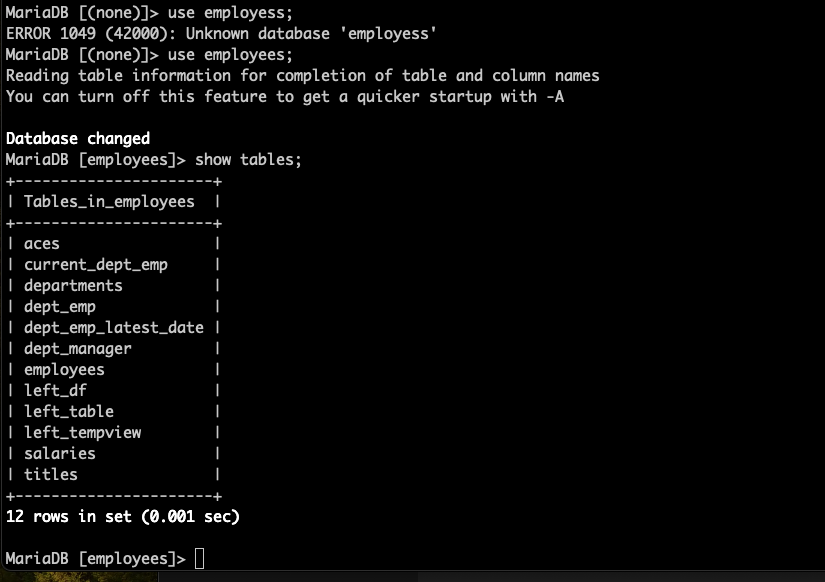 MariaDB [(none)]> use employess;
ERROR 1049 (42000): Unknown database 'employess'
MariaDB [(none)]> use employees;
Reading table information for completion of table and column names
You can turn off this feature to get a quicker startup with -A

Database changed
MariaDB [employees]> show tables;
+----------------------+
| Tables_in_employees  |
+----------------------+
| aces                 |
| current_dept_emp     |
| departments          |
| dept_emp             |
| dept_emp_latest_date |
| dept_manager         |
| employees            |
| left_df              |
| left_table           |
| left_tempview        |
| salaries             |
| titles               |
+----------------------+
12 rows in set (0.001 sec)

MariaDB [employees]>